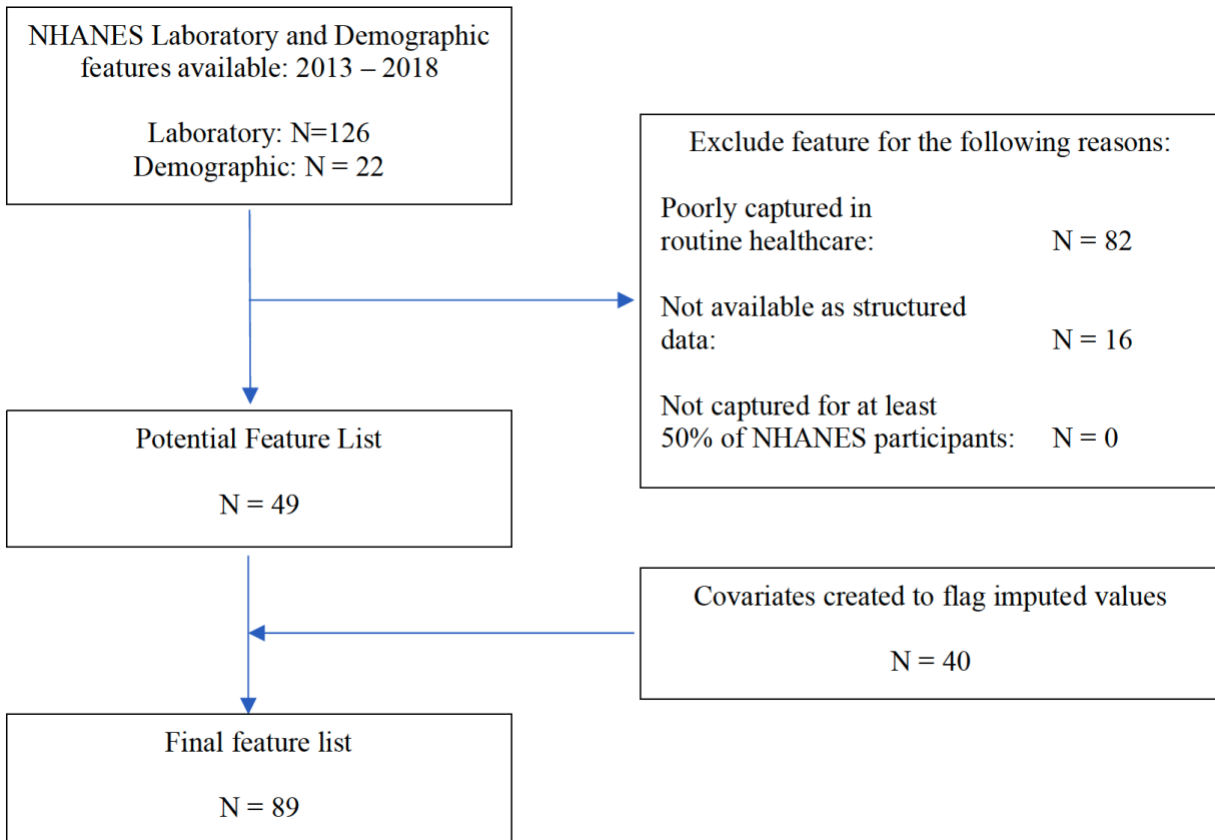 NHANES Laboratory and Demographic
features available: 2013 – 2018
Laboratory: N=126
Demographic: N = 22
Exclude feature for the following reasons:
Poorly captured in
routine healthcare: N = 82
Not available as structured
data: N = 16
Not captured for at least
50% of NHANES participants: N = 0
Potential Feature List
N = 49
Covariates created to flag imputed values
N = 40
Final feature list
N = 89